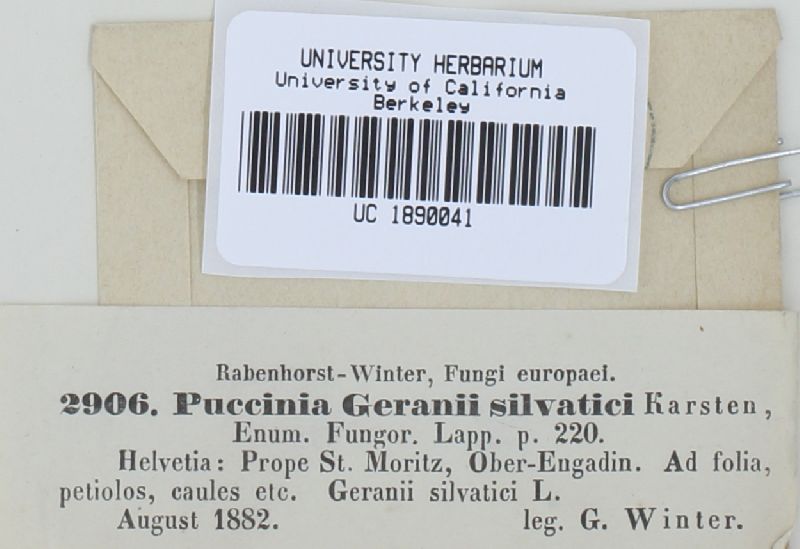 UNIVERSITY HERBARIUM
University of California
Berkeley
UC 1890041
Rabenhorst-Winter, Fungi europaei.
2906. Puccinia Geranii silvatici Karsten,
Enum. Fungor. Lapp. p. 220.
Helvetia: Prope St. Moritz, Ober-Engadin. Ad folia,
petiolos, caules etc. Geranii silvatici L.
August 1882. leg. G. Winter.